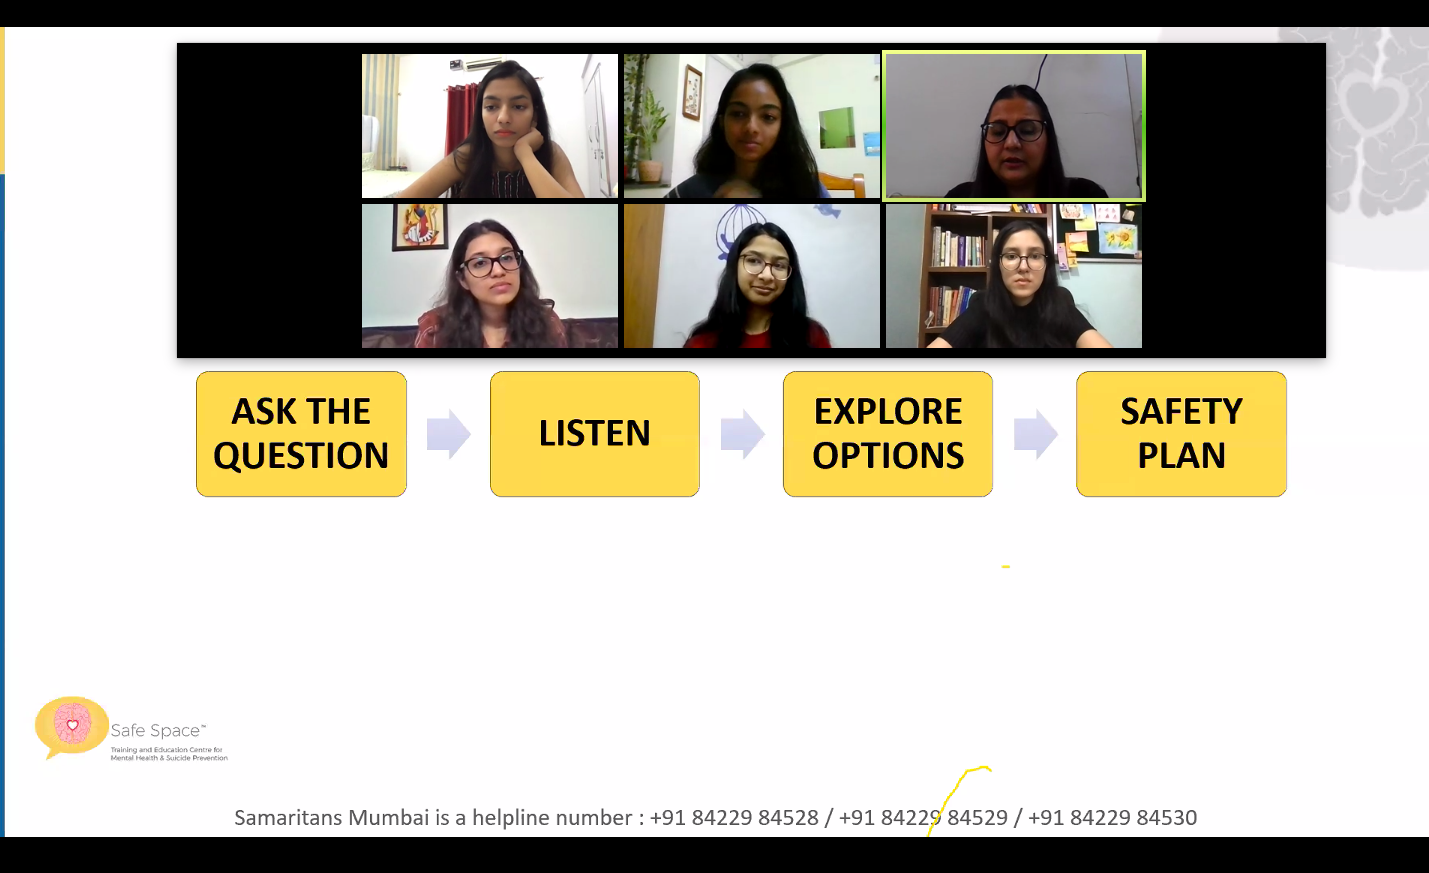 ASK THE
QUESTION
LISTEN
EXPLORE
OPTIONS
SAFETY
PLAN
Safe Space™
Training and Education Centre for
Mental Health & Suicide Prevention
Samaritans Mumbai is a helpline number : +91 84229 84528 / +91 84229 84529 / +91 84229 84530